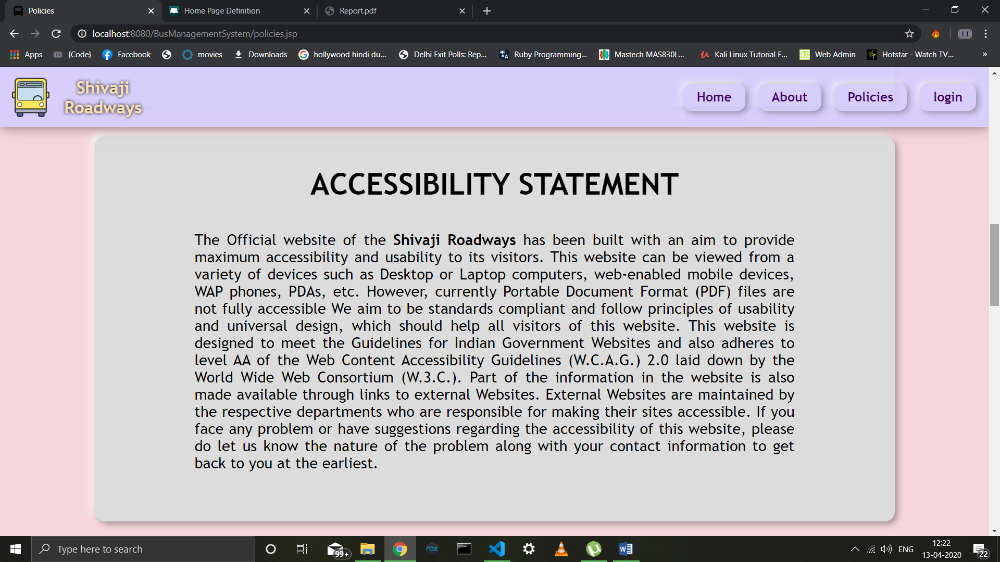 Policies
Home Page Definition
Report.pdf
localhost:8080/BusManagementSystem/policies.jsp
Apps
{Code}
Facebook
movies
Downloads
hollywood hindi du...
Delhi Exit Polls: Rep...
Ruby Programming...
Mastech MAS830L...
Kali Linux Tutorial F...
LTE
Web Admin
Hotstar - Watch TV...
»
Shivaji
Roadways
Home
About
Policies
login
ACCESSIBILITY STATEMENT
The Official website of the Shivaji Roadways has been built with an aim to provide
maximum accessibility and usability to its visitors. This website can be viewed from a
variety of devices such as Desktop or Laptop computers, web-enabled mobile devices,
WAP phones, PDAs, etc. However, currently Portable Document Format (PDF) files are
not fully accessible We aim to be standards compliant and follow principles of usability
and universal design, which should help all visitors of this website. This website is
designed to meet the Guidelines for Indian Government Websites and also adheres to
level AA of the Web Content Accessibility Guidelines (W.C.A.G.) 2.0 laid down by the
World Wide Web Consortium (W.3.C.). Part of the information in the website is also
made available through links to external Websites. External Websites are maintained by
the respective departments who are responsible for making their sites accessible. If you
face any problem or have suggestions regarding the accessibility of this website, please
do let us know the nature of the problem along with your contact information to get
back to you at the earliest.
Type here to search
99+
nox
ENG
12:22
13-04-2020
22